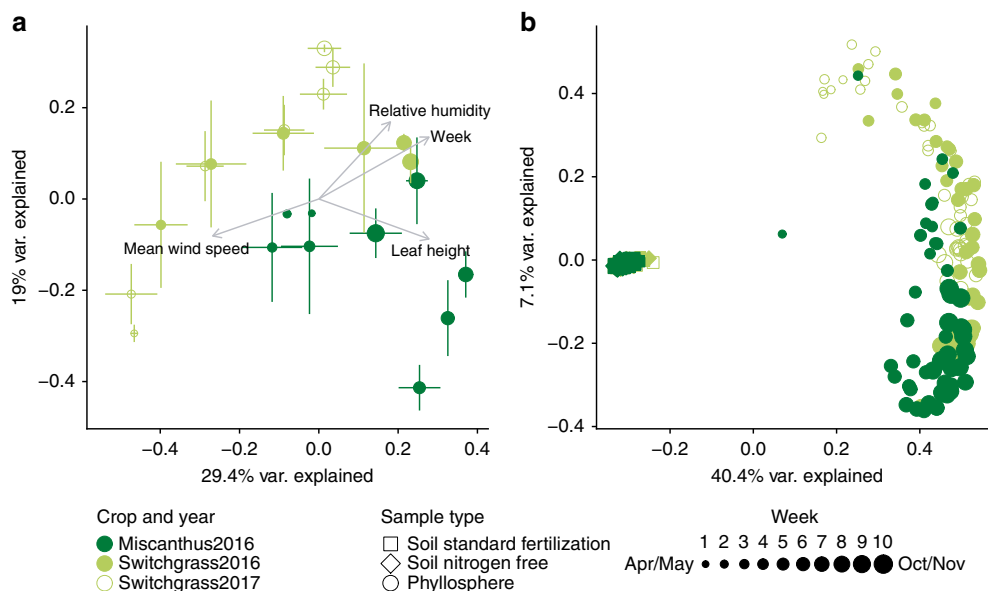 a
b
0.2
0.0
−0.2
−0.4
19% var. explained
Relative humidity
Week
Mean wind speed
Leaf height
−0.4
−0.2
0.0
0.2
0.4
29.4% var. explained
0.4
0.2
0.0
−0.2
−0.4
7.1% var. explained
−0.2
0.0
0.2
0.4
40.4% var. explained
Crop and year
Miscanthus2016
Switchgrass2016
Switchgrass2017
Sample type
Soil standard fertilization
Soil nitrogen free
Phyllosphere
Week
1 2 3 4 5 6 7 8 9 10
Apr/May Oct/Nov